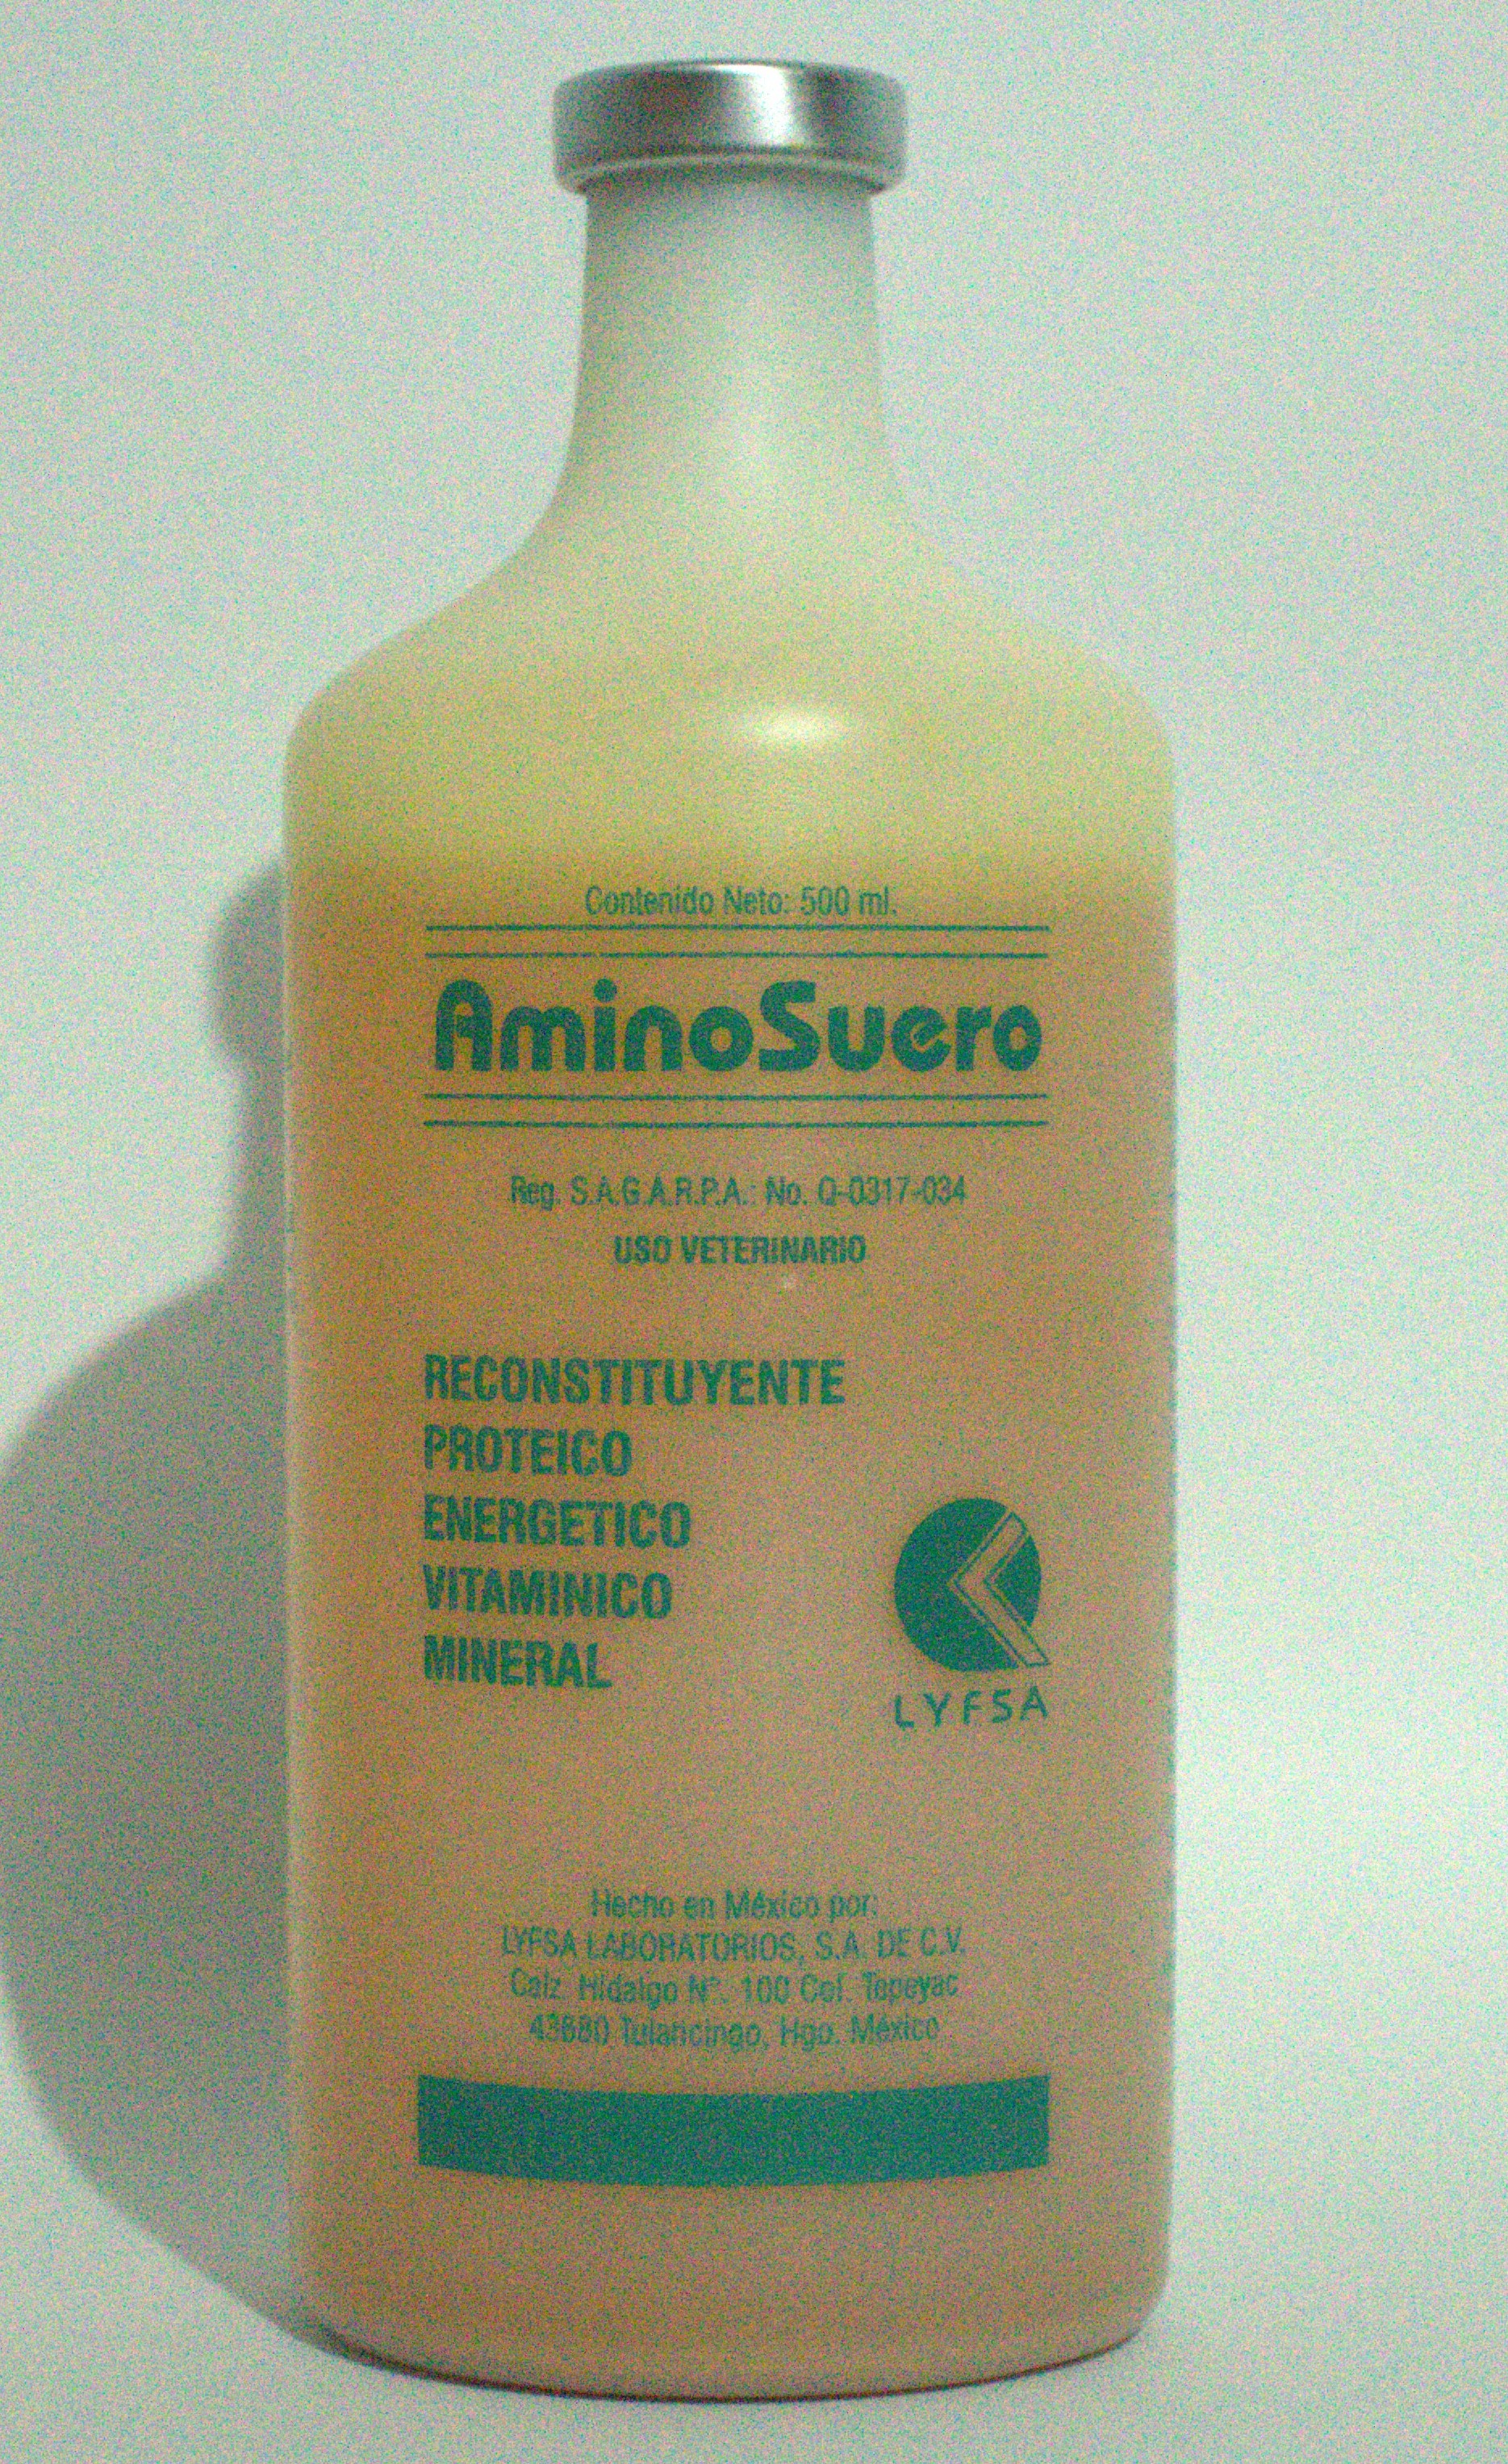 Contenido Neto: 500 ml.
AminoSuero
Reg. S.A.G.A.R.P.A.: No. Q-0317-034
USO VETERINARIO
RECONSTITUYENTE
PROTEICO
ENERGETICO
VITAMINICO
MINERAL
LYFSA
Hecho en México por:
LYFSA LABORATORIOS, S.A. DE C.V.
Calz. Hidalgo N°. 100 Col. Tepeyac
Tulancingo, Hgo. México